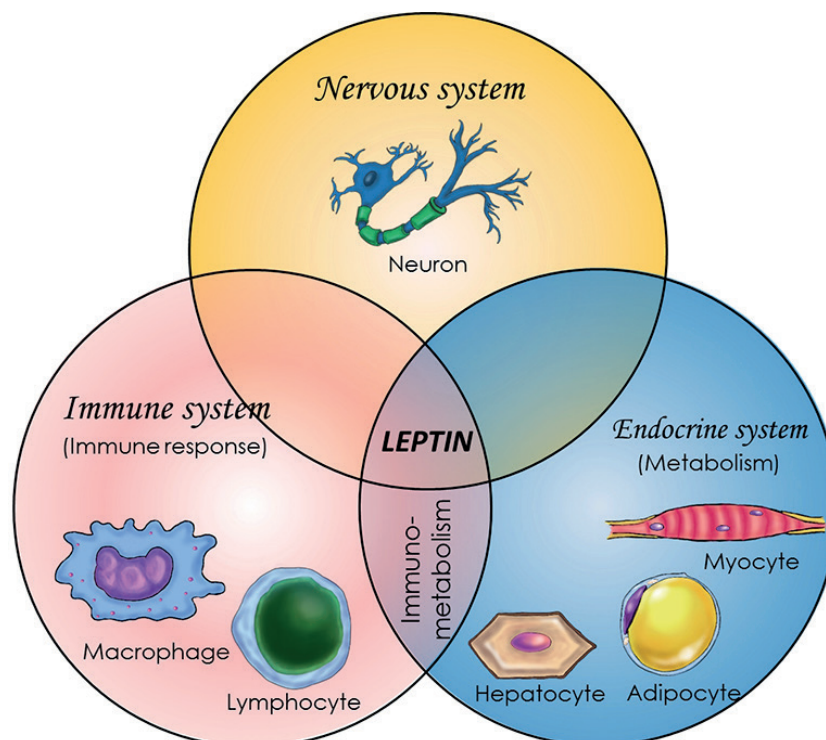 Nervous system
Neuron
Immune system
(Immune response)
LEPTIN
Endocrine system
(Metabolism)
Immuno-
metabolism
Myocyte
Macrophage
Lymphocyte
Hepatocyte
Adipocyte